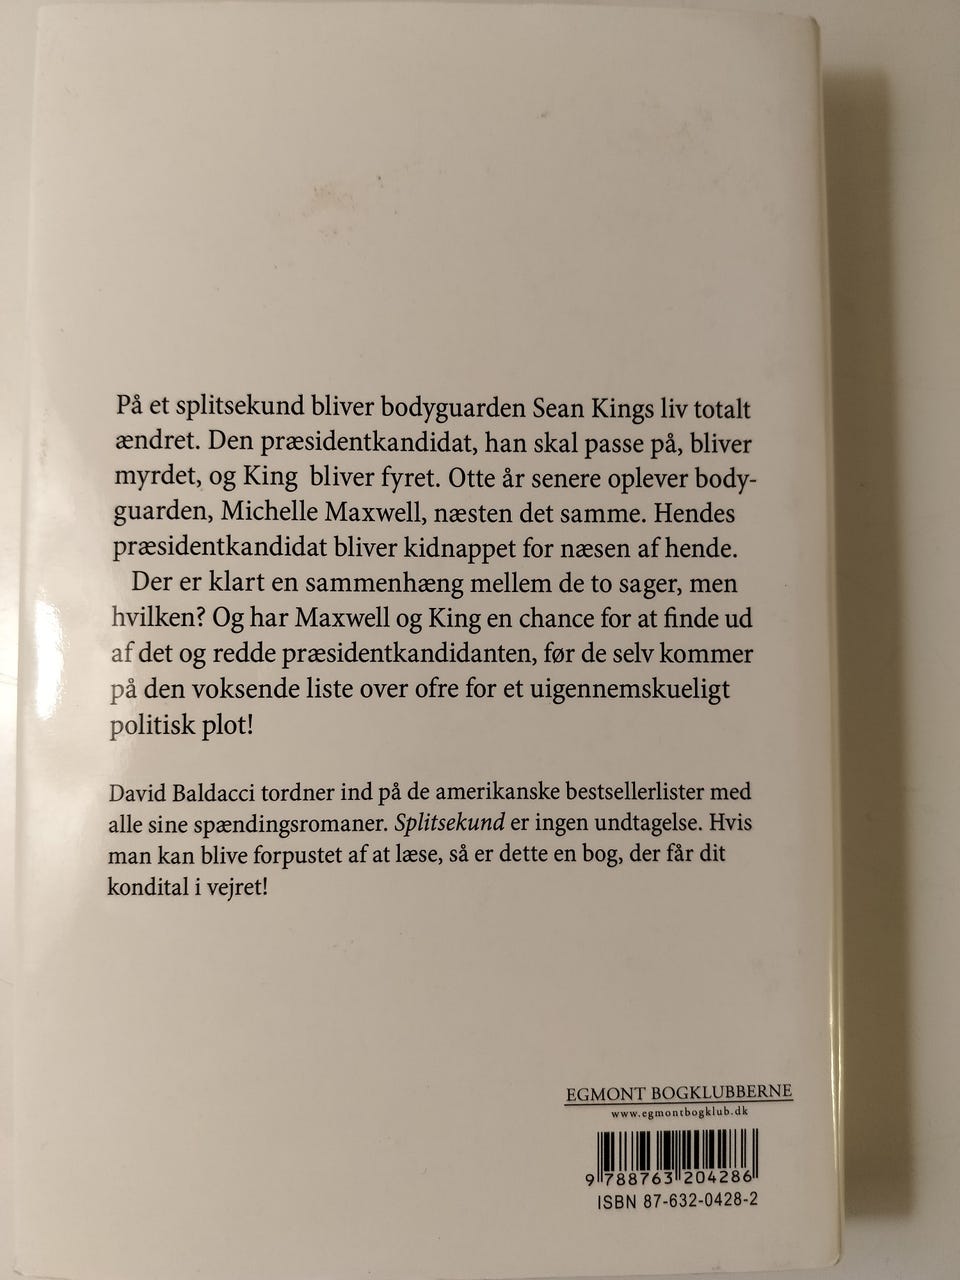 På et splitsekund bliver bodyguarden Sean Kings liv totalt
ændret. Den præsidentkandidat, han skal passe på, bliver
myrdet, og King bliver fyret. Otte år senere oplever body-
guarden, Michelle Maxwell, næsten det samme. Hendes
præsidentkandidat bliver kidnappet for næsen af hende.
Der er klart en sammenhæng mellem de to sager, men
hvilken? Og har Maxwell og King en chance for at finde ud
af det og redde præsidentkandidanten, før de selv kommer
på den voksende liste over ofre for et uigennemskueligt
politisk plot!
David Baldacci tordner ind på de amerikanske bestsellerlister med
alle sine spændingsromaner. Splitsekund er ingen undtagelse. Hvis
man kan blive forpustet af at læse, så er dette en bog, der får dit
kondital i vejret!
EGMONT BOGKLUBBERNE
www.egmontbogklub.dk
9 788763 204286
ISBN 87-632-0428-2